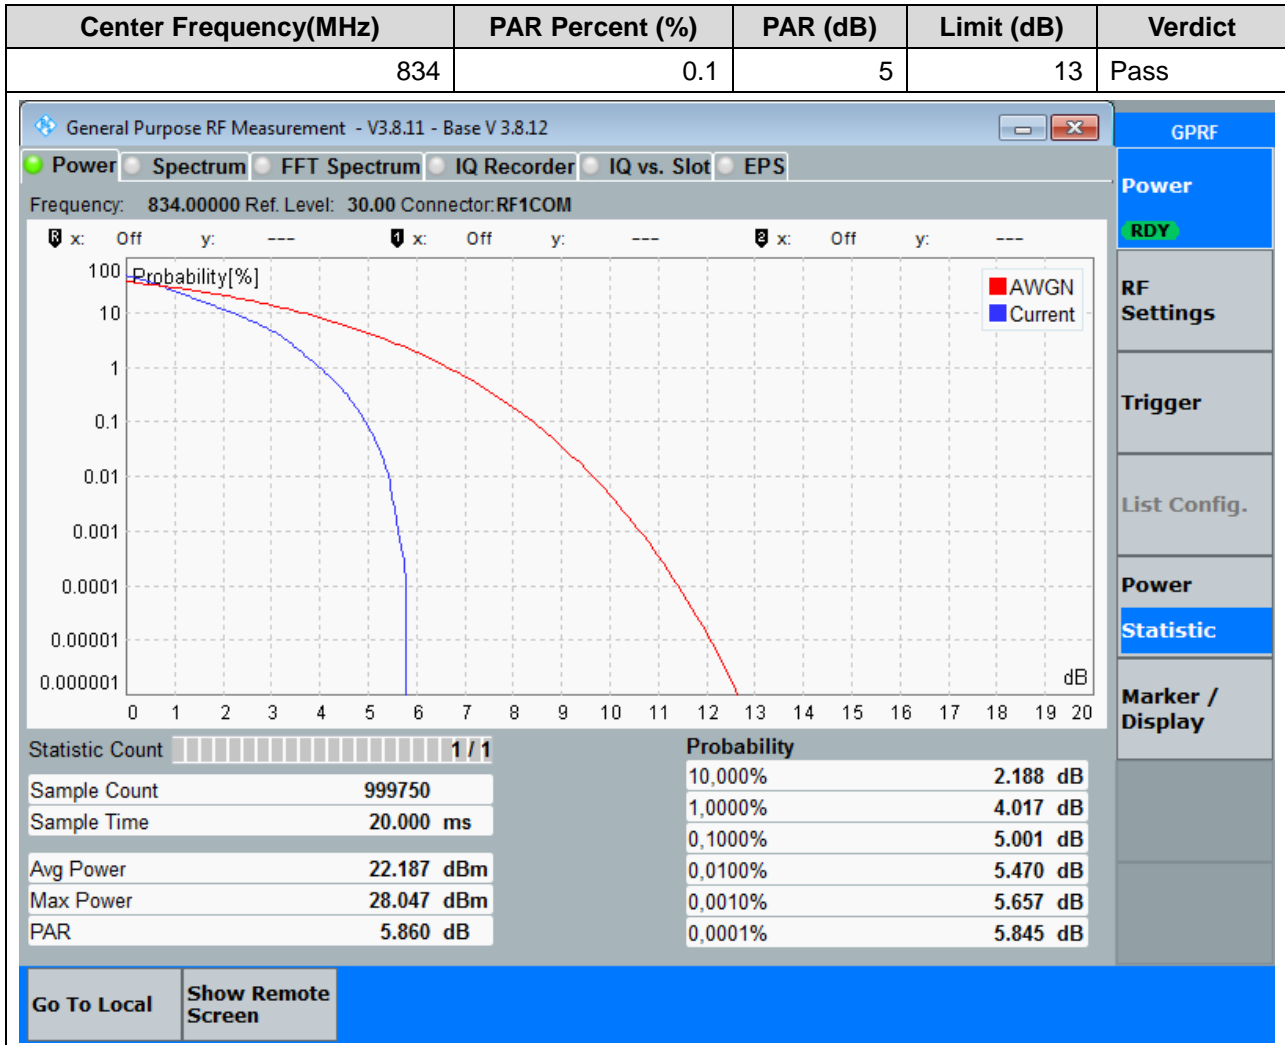 Center Frequency(MHz) PAR Percent (%) PAR (dB) Limit (dB) Verdict
834 0.1 5 13 Pass
General Purpose RF Measurement - V3.8.11 - Base V 3.8.12
GPRF
Power Spectrum FFT Spectrum IQ Recorder IQ vs. Slot EPS
Frequency: 834.00000 Ref. Level: 30.00 Connector: RF1COM
R x: Off y: --- 1 x: Off y: --- 2 x: Off y: ---
Probability[%]
AWGN
Current
100
10
1
0.1
0.01
0.001
0.0001
0.00001
0.000001
dB
0 1 2 3 4 5 6 7 8 9 10 11 12 13 14 15 16 17 18 19 20
Statistic Count 1 / 1
Sample Count 999750
Sample Time 20.000 ms
Avg Power 22.187 dBm
Max Power 28.047 dBm
PAR 5.860 dB
Probability
10,000% 2.188 dB
1,0000% 4.017 dB
0,1000% 5.001 dB
0,0100% 5.470 dB
0,0010% 5.657 dB
0,0001% 5.845 dB
Power
RDY
RF
Settings
Trigger
List Config.
Power
Statistic
Marker /
Display
Go To Local
Show Remote
Screen